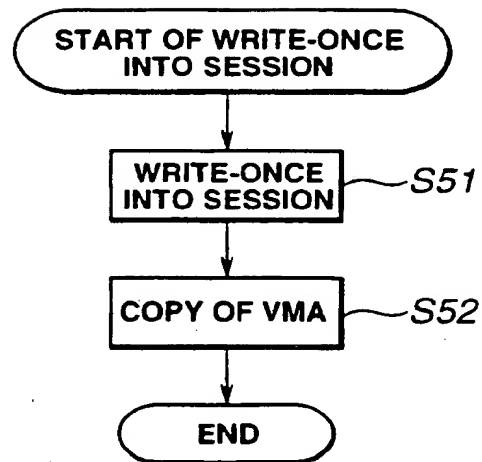 START OF WRITE-ONCE
INTO SESSION
WRITE-ONCE
INTO SESSION
S51
COPY OF VMA
S52
END